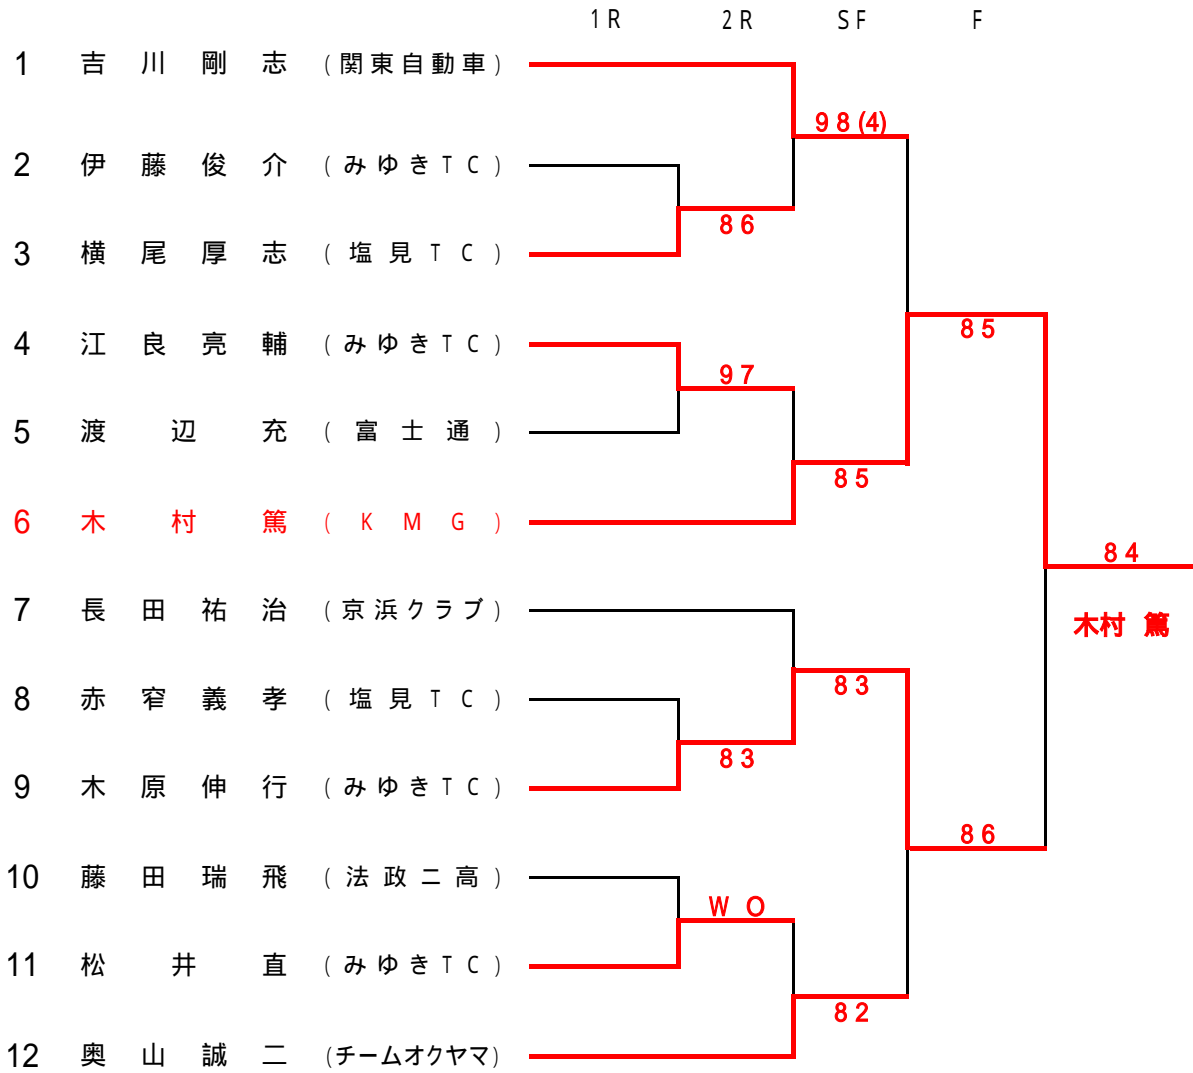 1R 2R SF F
1 吉川剛志 (関東自動車)
98(4)
2 伊藤俊介 (みゆきTC)
86
3 横尾厚志 (塩見TC)
85
4 江良亮輔 (みゆきTC)
97
5 渡辺充 (富士通)
85
6 木村篤 (KMG)
84
7 長田祐治 (京浜クラブ)
木村 篤
83
8 赤窄義孝 (塩見TC)
83
9 木原伸行 (みゆきTC)
86
10 藤田瑞飛 (法政二高)
WO
11 松井直 (みゆきTC)
82
12 奥山誠二 (チームオクヤマ)